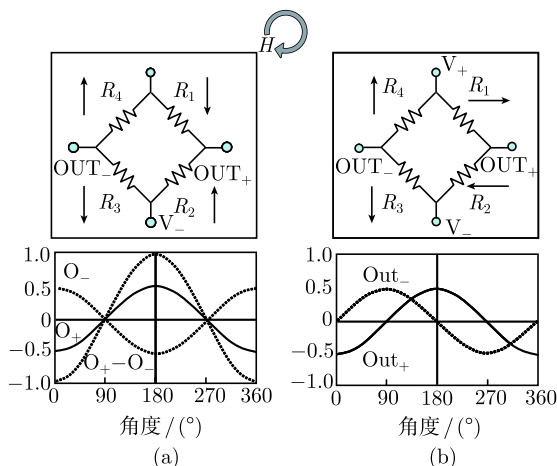 H
R₄ R₁
OUT₋ OUT₊
R₃ R₂
V₋
V₊
R₄ R₁
OUT₋ OUT₊
R₃ R₂
V₋
1.0
0.5
0
−0.5
−1.0
O₋
O₊
O₊−O₋
0 90 180 270 360
角度/(°)
(a)
1.0
0.5
0
−0.5
−1.0
Out₋
Out₊
0 90 180 270 360
角度/(°)
(b)